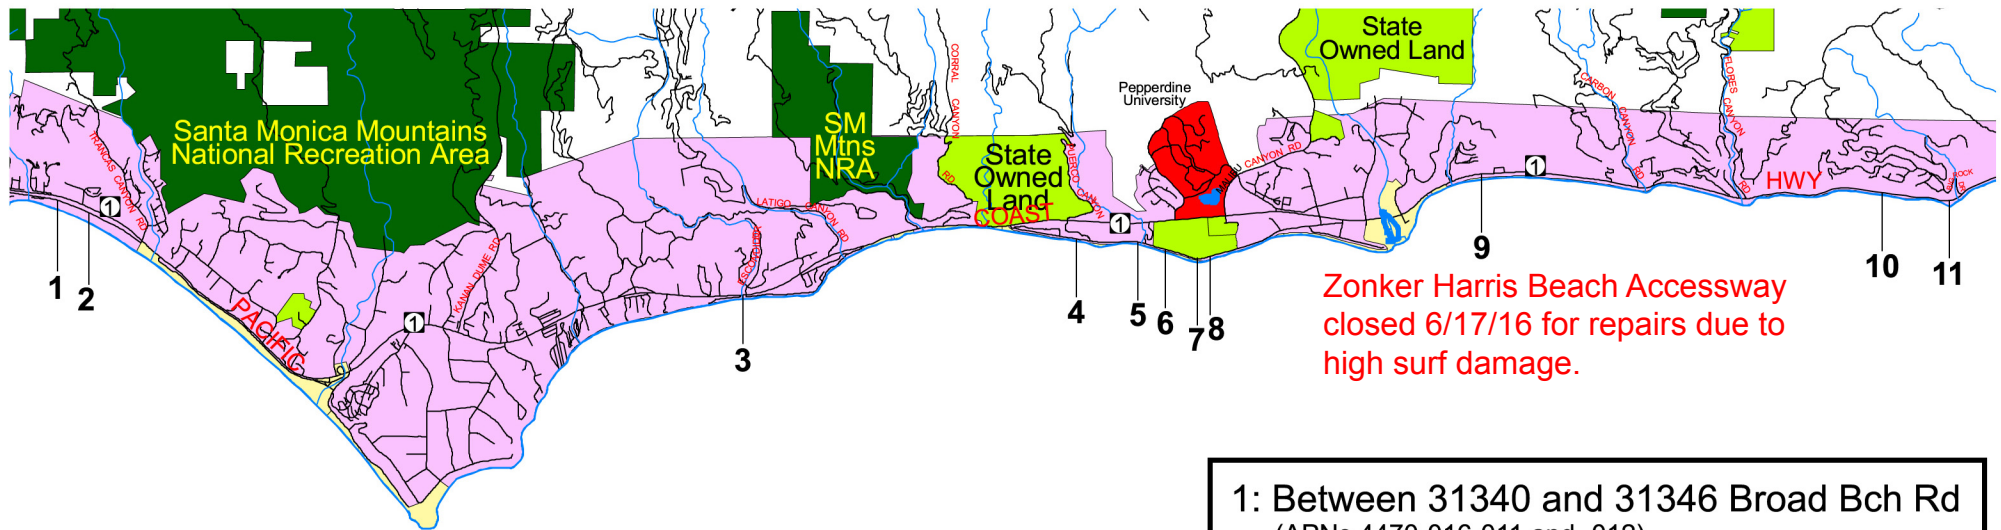 State
Owned Land
Pepperdine
University
CORRAL CANYON
RD
FLORES CANYON
RD
CARBON CANYON
RD
Santa Monica Mountains
National Recreation Area
SM
Mtns
NRA
State
Owned
Land
TRANCAS CANYON RD
PUERCO CANYON
MALIBU CANYON RD
LATIGO CANYON RD
KANAN DUME RD
PACIFIC
COAST
HWY
1
1
1
1
1
2
3
4
5
6
7
8
9
10
11
Zonker Harris Beach Accessway
closed 6/17/16 for repairs due to
high surf damage.
1: Between 31340 and 31346 Broad Bch Rd